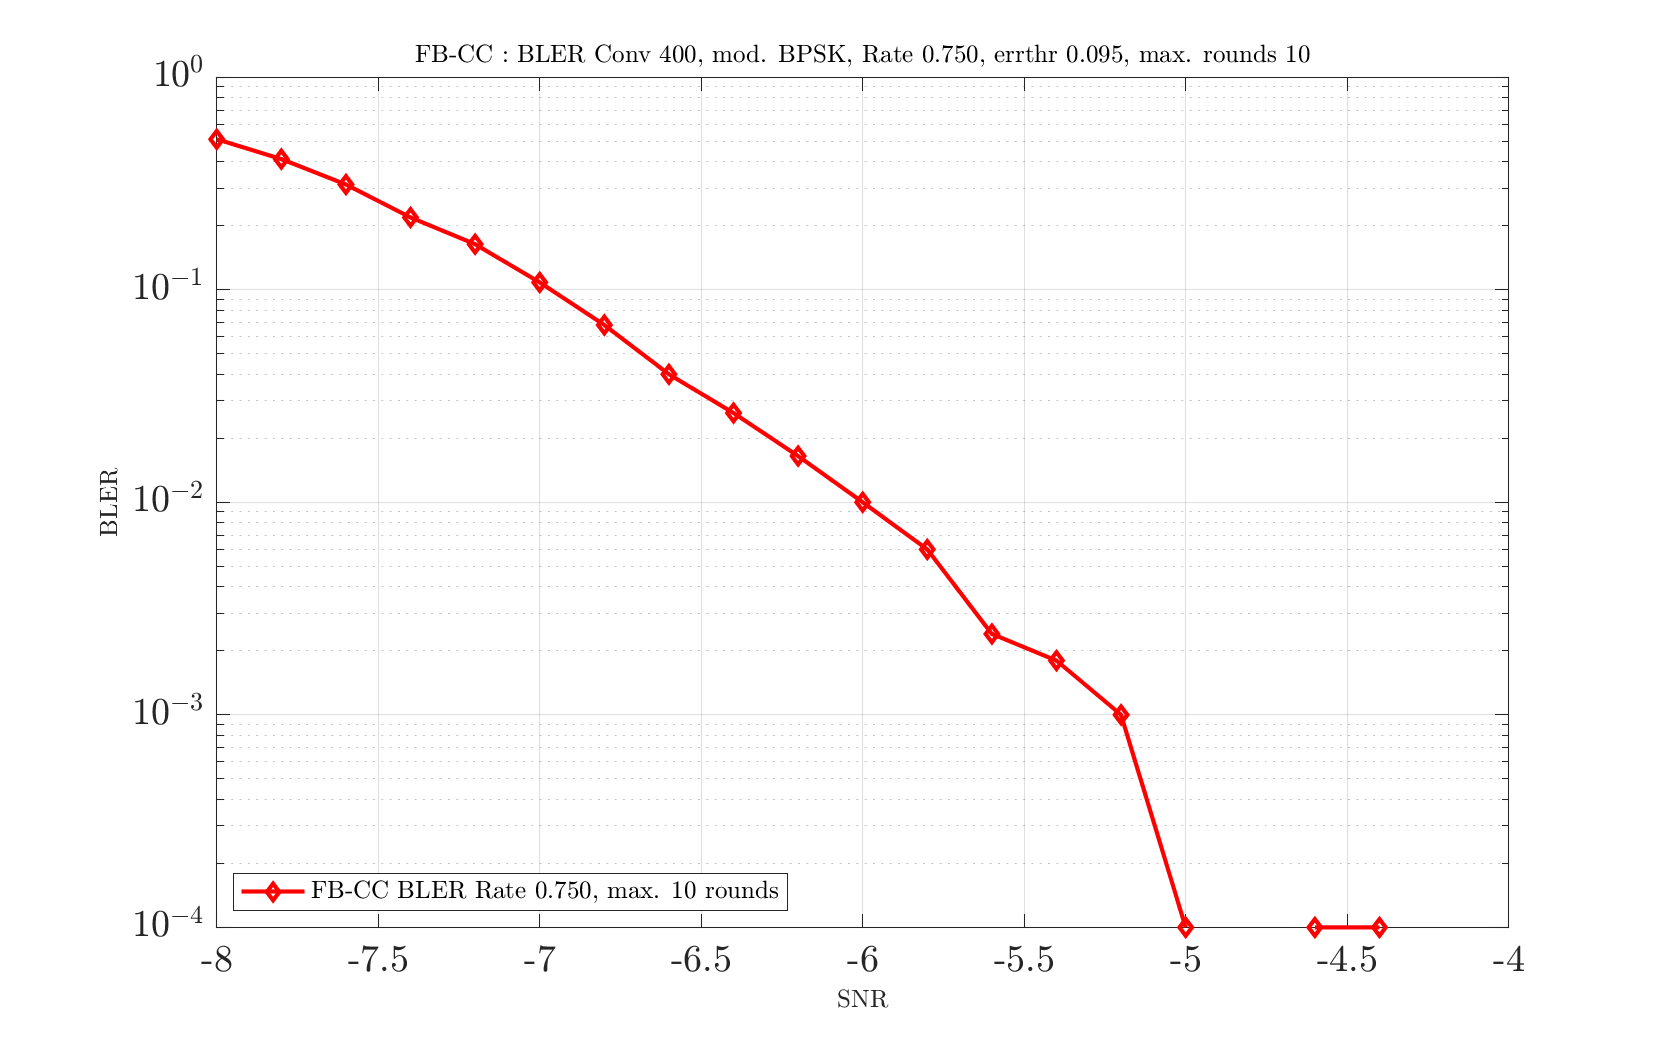 FB-CC : BLER Conv 400, mod. BPSK, Rate 0.750, errthr 0.095, max. rounds 10
10⁰
10⁻¹
10⁻²
10⁻³
10⁻⁴
BLER
FB-CC BLER Rate 0.750, max. 10 rounds
-8 -7.5 -7 -6.5 -6 -5.5 -5 -4.5 -4
SNR